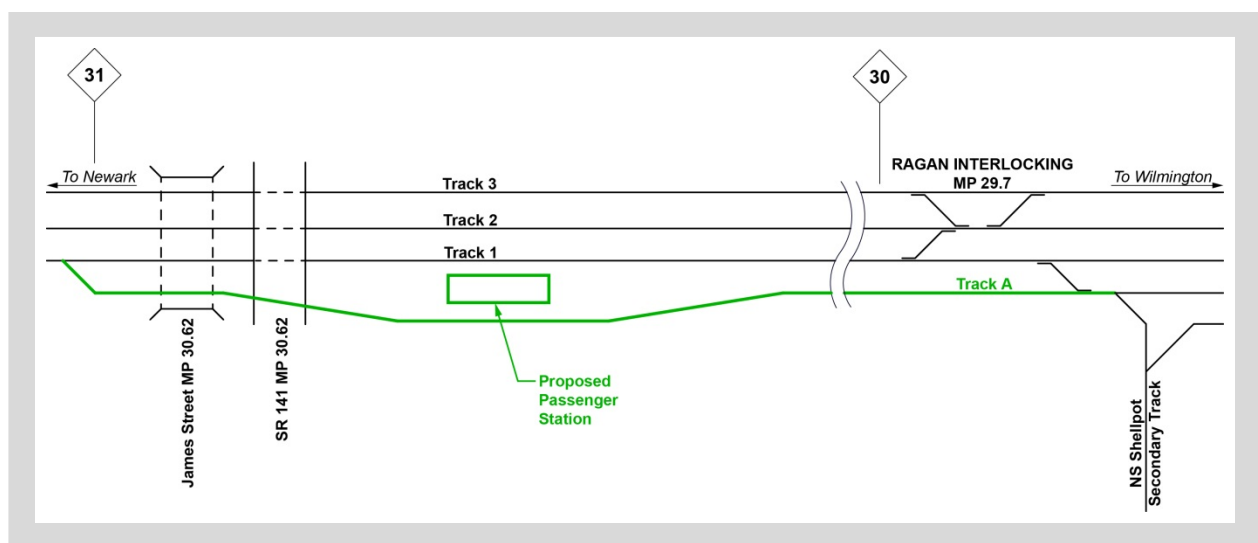 31
30
To Newark
RAGAN INTERLOCKING
MP 29.7
To Wilmington
Track 3
Track 2
Track 1
Track A
James Street MP 30.62
SR 141 MP 30.62
Proposed
Passenger
Station
NS Shellpot
Secondary Track